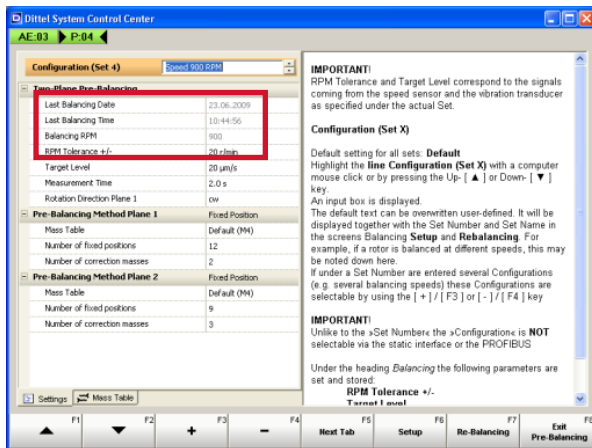 Dittel System Control Center
AE:03 P:04
Configuration (Set 4) Speed 900 RPM
Two-Plane Pre-Balancing
Last Balancing Date 23.06.2009
Last Balancing Time 10:44:56
Balancing RPM 900
RPM Tolerance +/- 20 r/min
Target Level 20 µm/s
Measurement Time 2.0 s
Rotation Direction Plane 1 cw
Pre-Balancing Method Plane 1 Fixed Position
Mass Table Default (M4)
Number of fixed positions 12
Number of correction masses 2
Pre-Balancing Method Plane 2 Fixed Position
Mass Table Default (M4)
Number of fixed positions 9
Number of correction masses 3
Settings Mass Table
IMPORTANT!
RPM Tolerance and Target Level correspond to the signals
coming from the speed sensor and the vibration transducer
as specified under the actual Set.
Configuration (Set X)
Default setting for all sets: Default
Highlight the line Configuration (Set X) with a computer
mouse click or by pressing the Up- [ ▲ ] or Down- [ ▼ ]
key.
An input box is displayed.
The default text can be overwritten user-defined. It will be
displayed together with the Set Number and Set Name in
the screens Balancing Setup and Rebalancing. For
example, if a rotor is balanced at different speeds, this may
be noted down here.
If under a Set Number are entered several Configurations
(e.g. several balancing speeds) these Configurations are
selectable by using the [ + ] / [ F3 ] or [ - ] / [ F4 ] key
IMPORTANT!
Unlike to the »Set Number« the »Configuration« is NOT
selectable via the static interface or the PROFIBUS
Under the heading Balancing the following parameters are
set and stored:
RPM Tolerance +/-
Target Level
F1 F2 F3 F4 F5 F6 F7 F8
▲ ▼ + - Next Tab Setup Re-Balancing Exit
Pre-Balancing